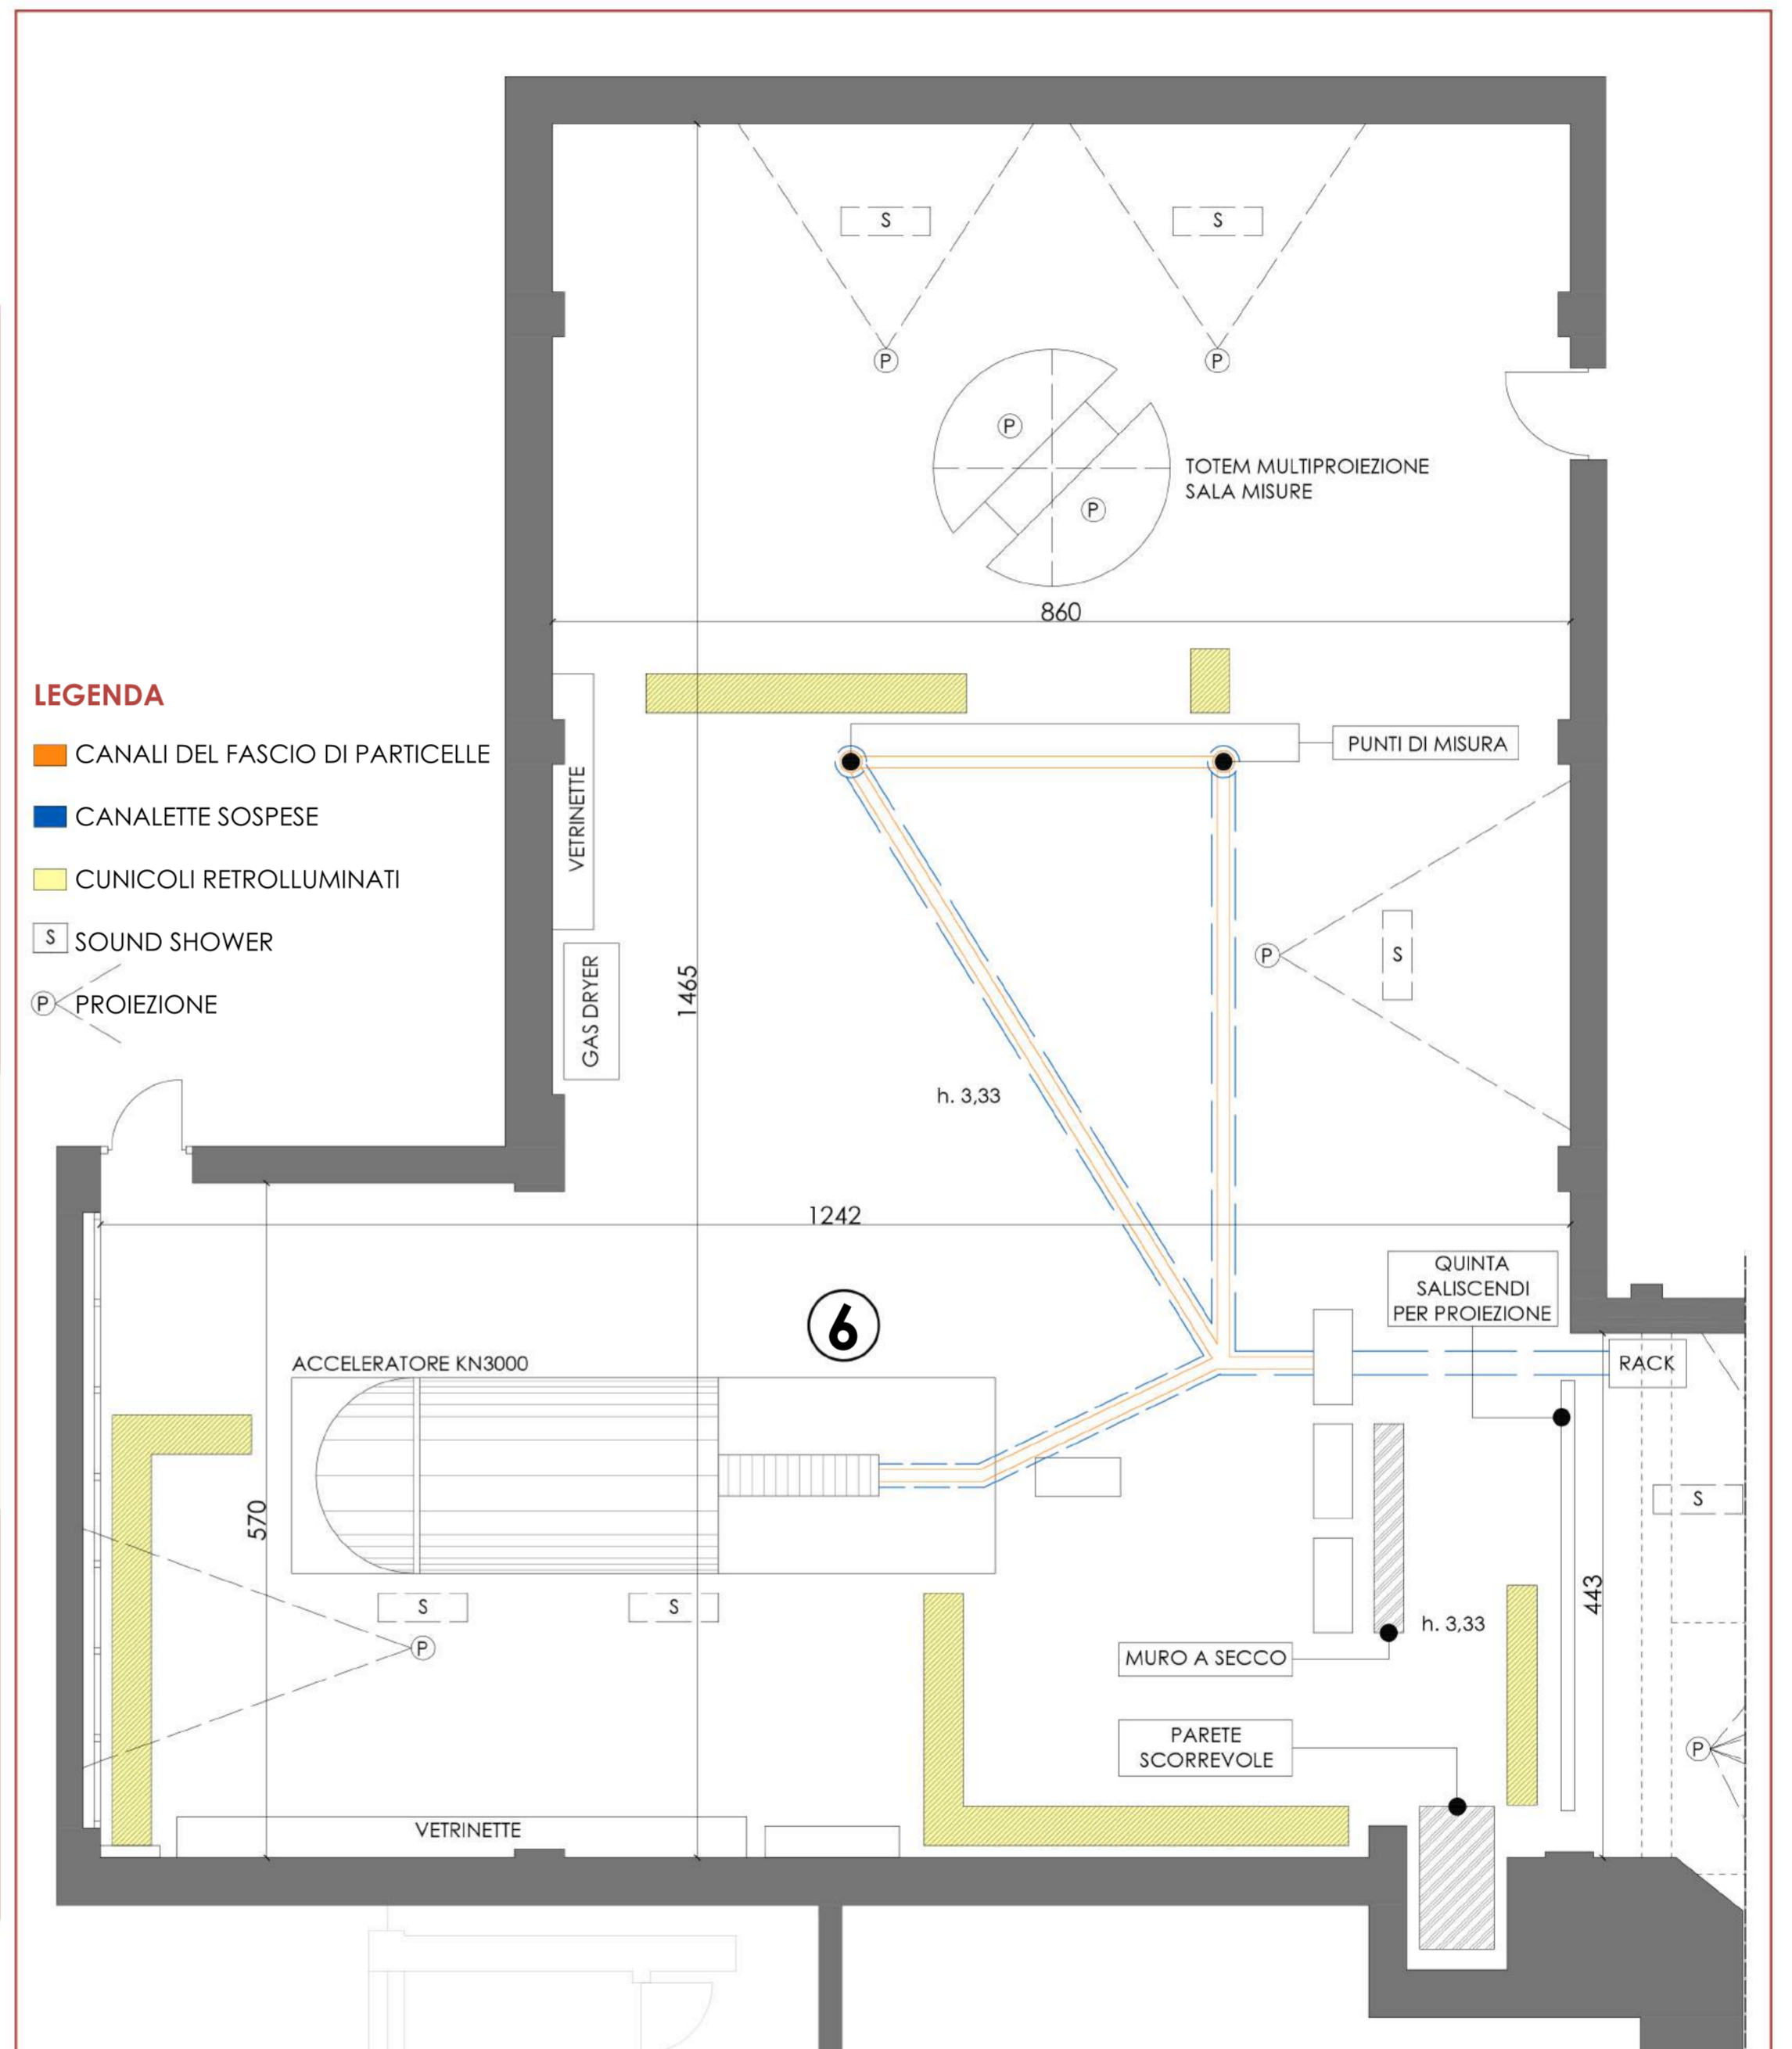 S
S
P
P
P
P
TOTEM MULTIPROIEZIONE
SALA MISURE
860
LEGENDA
CANALI DEL FASCIO DI PARTICELLE
CANALETTE SOSPESE
CUNICOLI RETROLLUMINATI
S SOUND SHOWER
P PROIEZIONE
PUNTI DI MISURA
VETRINETTE
GAS DRYER
1465
P
S
h. 3,33
1242
6
QUINTA
SALISCENDI
PER PROIEZIONE
RACK
ACCELERATORE KN3000
570
S
S
S
P
443
h. 3,33
MURO A SECCO
PARETE
SCORREVOLE
P
VETRINETTE